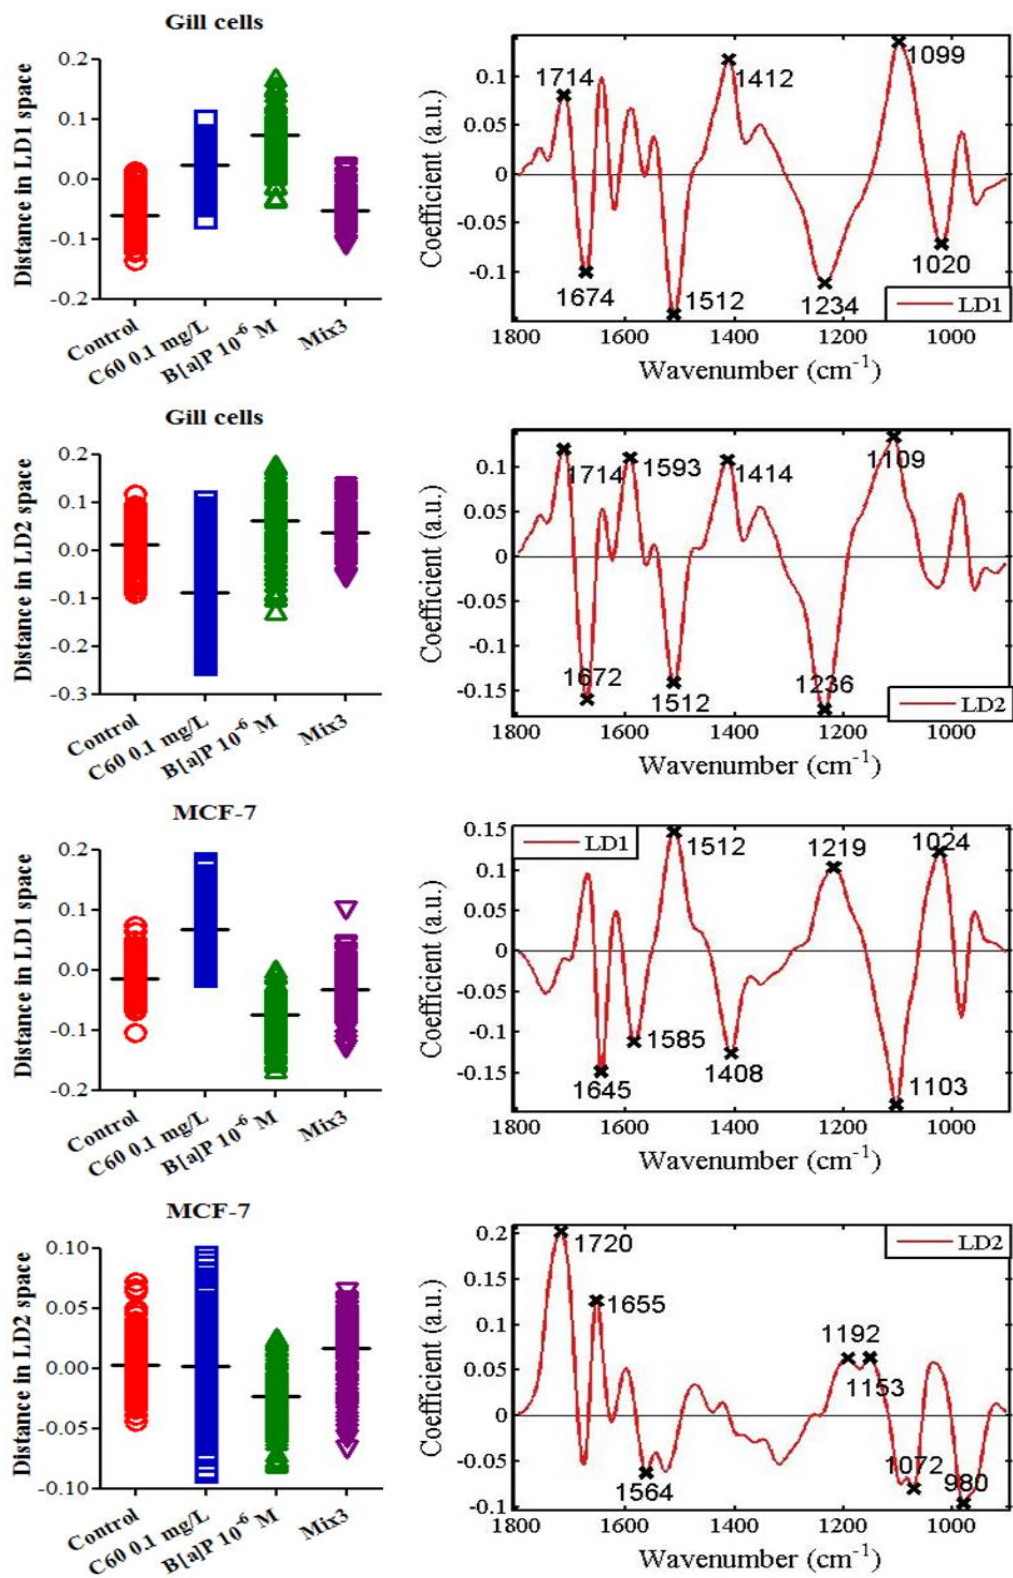 Gill cells
Distance in LD1 space
0.2
0.1
0.0
-0.1
-0.2
Control
C60 0.1 mg/L
B[a]P 10-6 M
Mix3
Coefficient (a.u.)
0.1
0.05
0
-0.05
-0.1
1714
1412
1099
1674
1512
1234
1020
LD1
1800
1600
1400
1200
1000
Wavenumber (cm-1)
Gill cells
Distance in LD2 space
0.2
0.1
0.0
-0.1
-0.2
-0.3
Control
C60 0.1 mg/L
B[a]P 10-6 M
Mix3
Coefficient (a.u.)
0.1
0.05
0
-0.05
-0.1
-0.15
1714
1593
1414
1109
1672
1512
1236
LD2
1800
1600
1400
1200
1000
Wavenumber (cm-1)
MCF-7
Distance in LD1 space
0.2
0.1
0.0
-0.1
-0.2
Control
C60 0.1 mg/L
B[a]P 10-6 M
Mix3
Coefficient (a.u.)
0.15
0.1
0.05
0
-0.05
-0.1
-0.15
LD1
1512
1219
1024
1645
1585
1408
1103
1800
1600
1400
1200
1000
Wavenumber (cm-1)
MCF-7
Distance in LD2 space
0.10
0.05
0.00
-0.05
-0.10
Control
C60 0.1 mg/L
B[a]P 10-6 M
Mix3
Coefficient (a.u.)
0.2
0.15
0.1
0.05
0
-0.05
-0.1
1720
1655
1192
1153
1564
1072
980
LD2
1800
1600
1400
1200
1000
Wavenumber (cm-1)